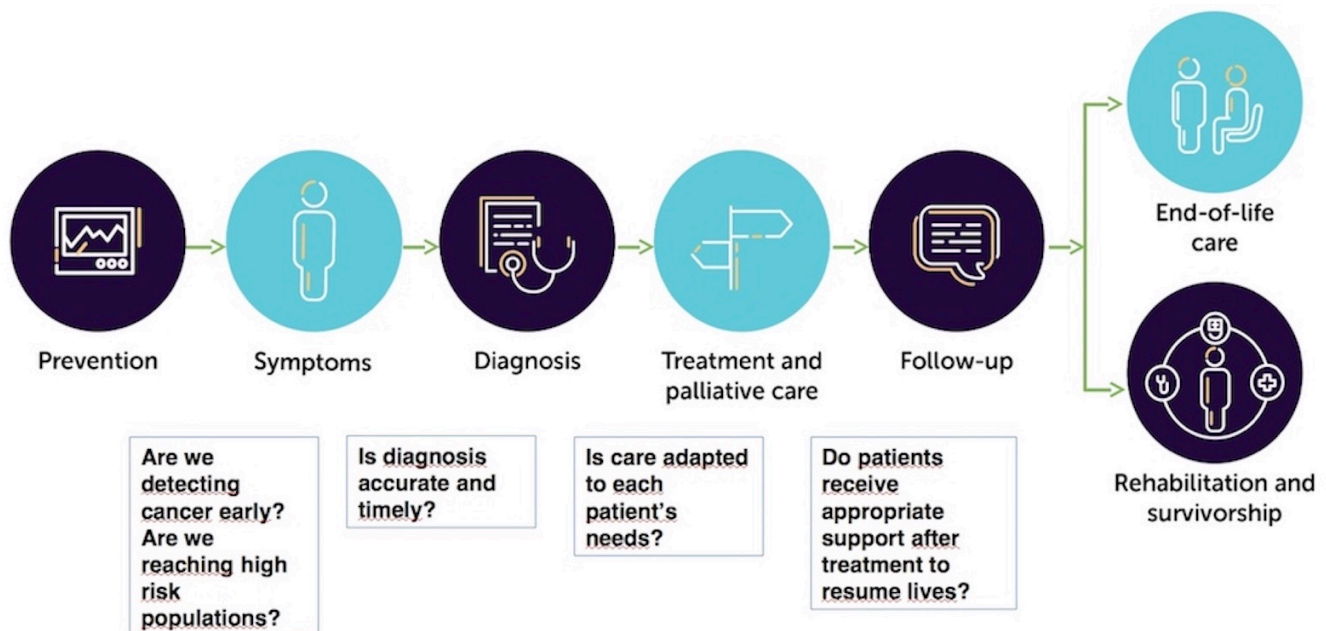 Prevention
Symptoms
Diagnosis
Treatment and
palliative care
Follow-up
End-of-life
care
Rehabilitation and
survivorship
Are we
detecting
cancer early?
Are we
reaching high
risk
populations?
Is diagnosis
accurate and
timely?
Is care adapted
to each
patient's
needs?
Do patients
receive
appropriate
support after
treatment to
resume lives?